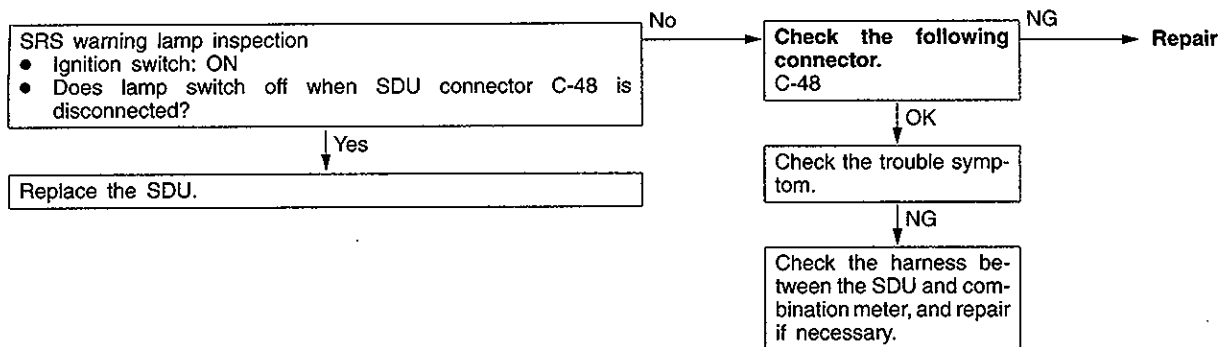 SRS warning lamp inspection
● Ignition switch: ON
● Does lamp switch off when SDU connector C-48 is
disconnected?
No
Check the following
connector.
C-48
NG
Repair
Yes
OK
Replace the SDU.
Check the trouble symp-
tom.
NG
Check the harness be-
tween the SDU and com-
bination meter, and repair
if necessary.